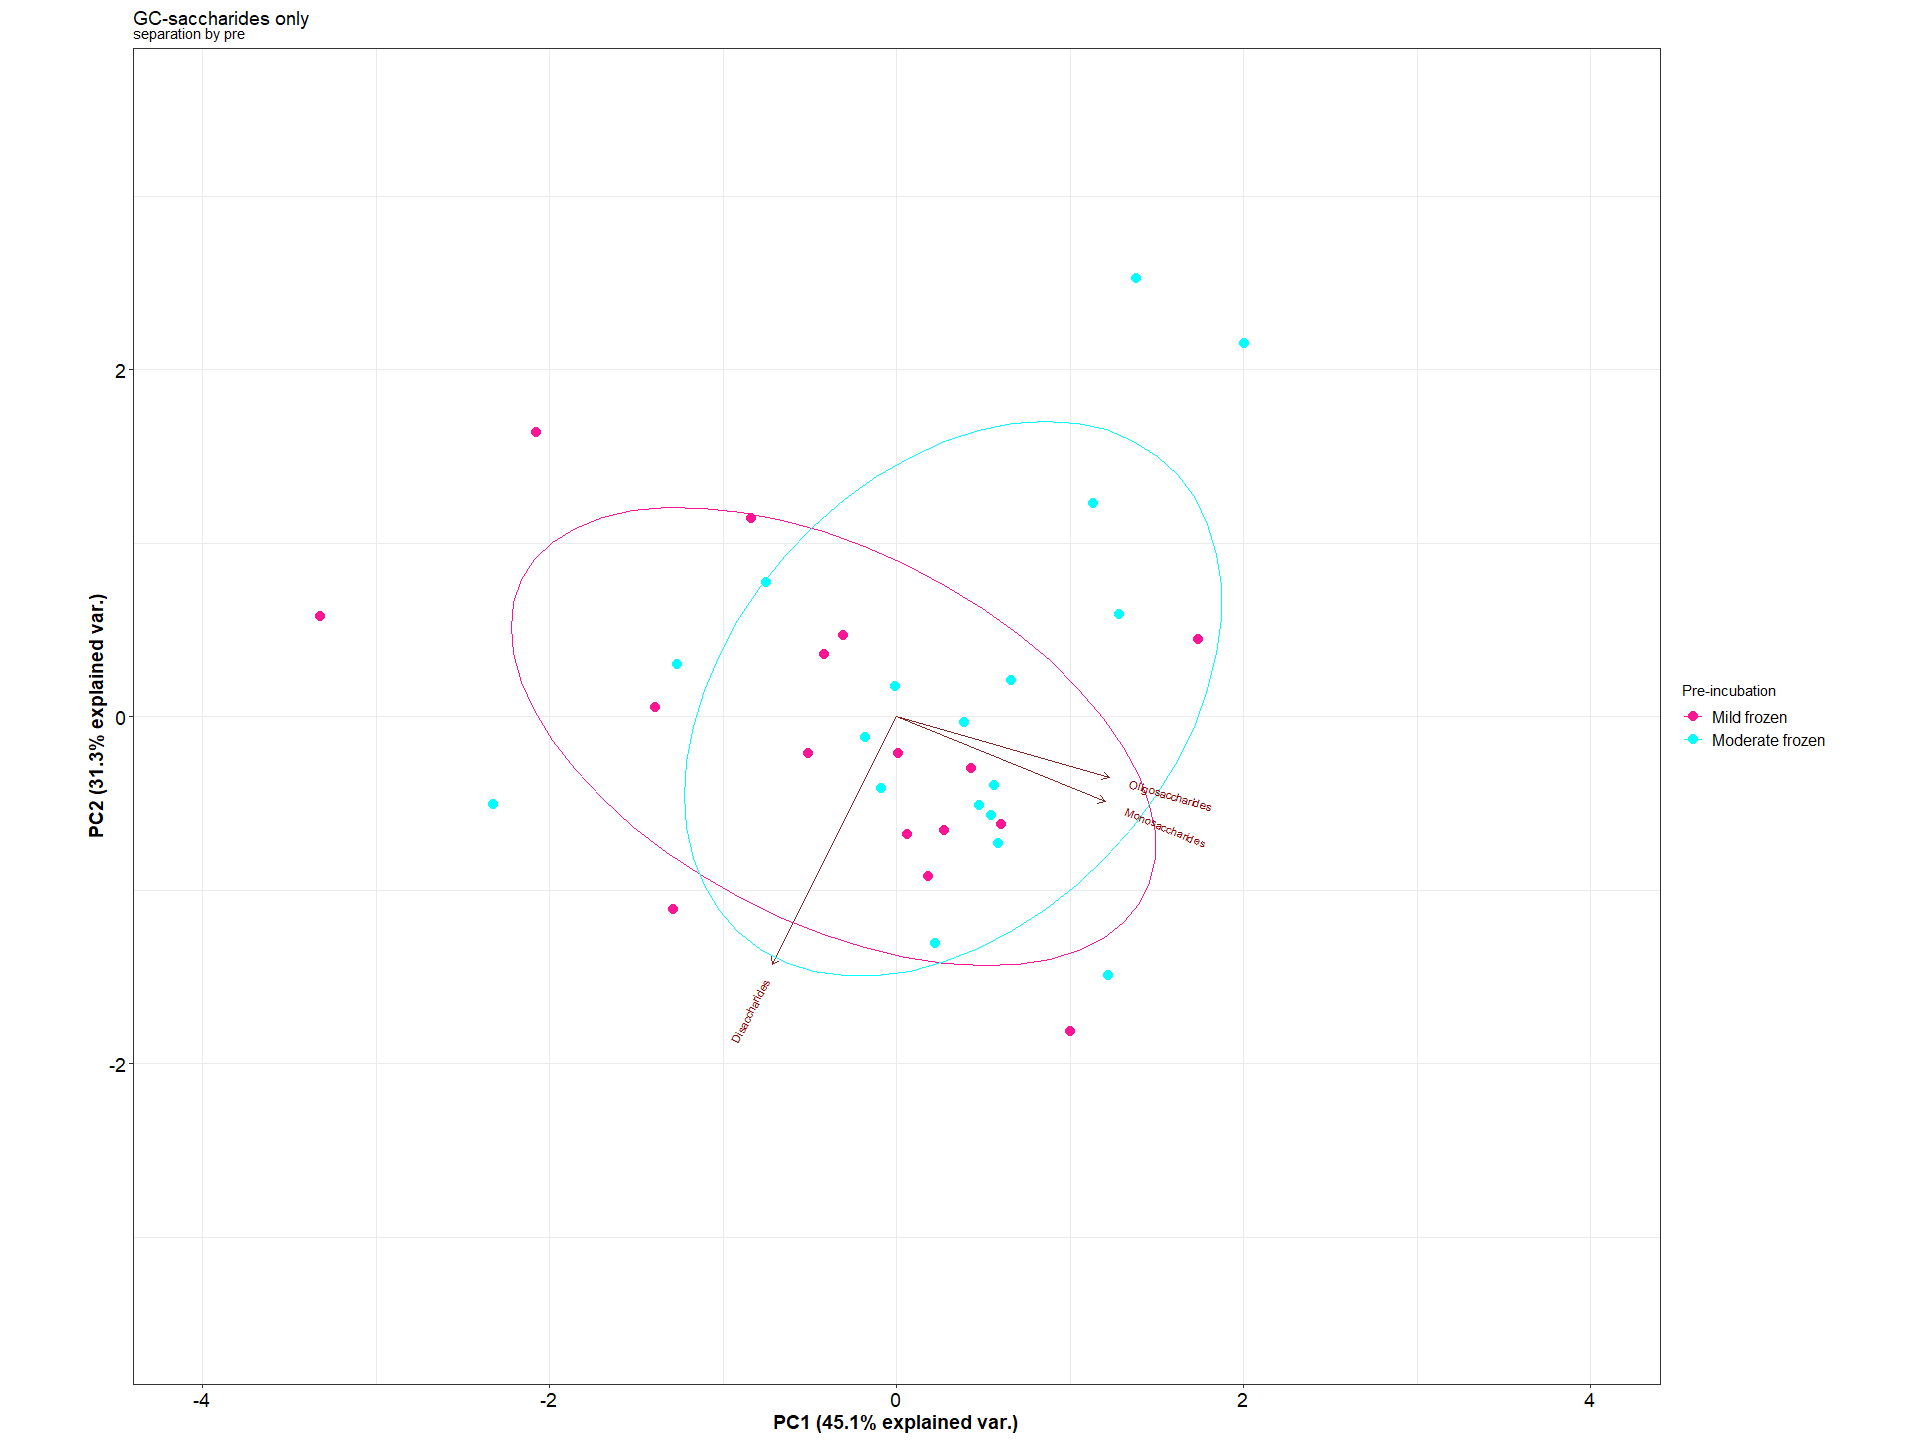 GC-saccharides only
separation by pre
PC2 (31.3% explained var.)
2
0
-2
Oligosaccharides
Monosaccharides
Disaccharides
-4
-2
0
2
4
PC1 (45.1% explained var.)
Pre-incubation
Mild frozen
Moderate frozen